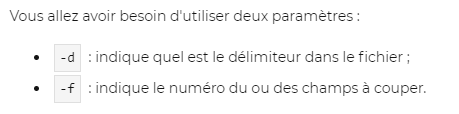 Vous allez avoir besoin d'utiliser deux paramètres :
• -d : indique quel est le délimiteur dans le fichier ;
• -f : indique le numéro du ou des champs à couper.